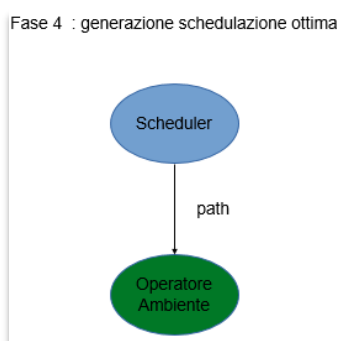 Fase 4 : generazione schedulazione ottima
Scheduler
path
Operatore
Ambiente